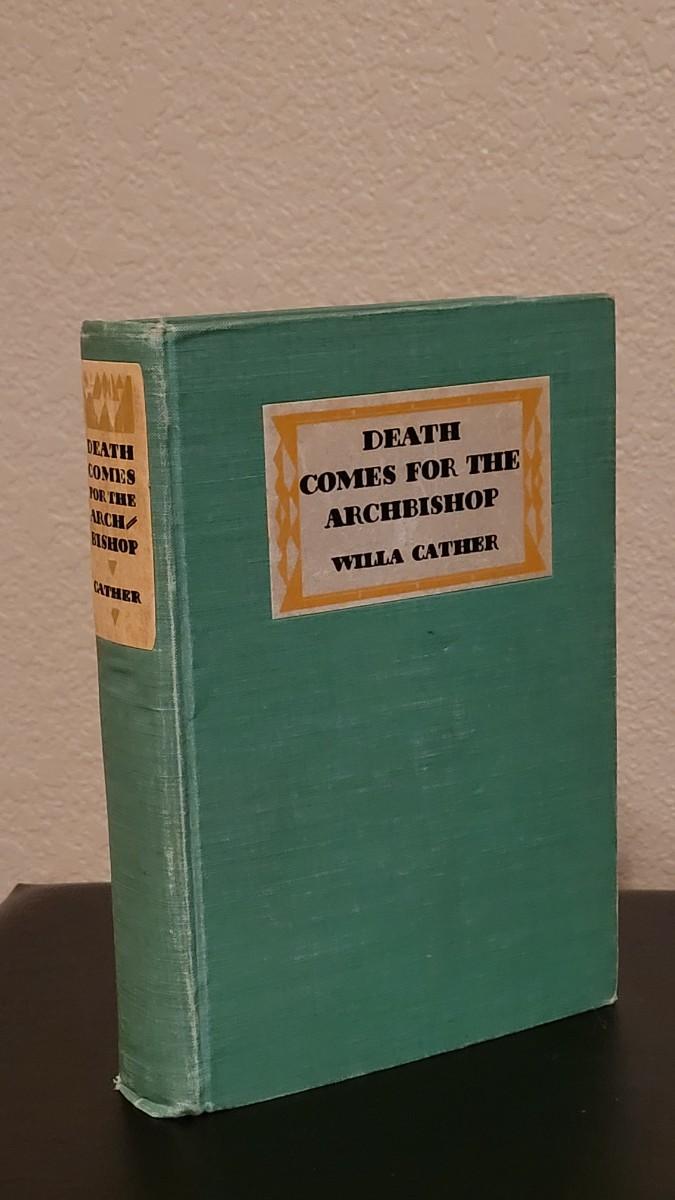 DEATH
COMES
FOR THE
ARCH//
BISHOP
CATHER
DEATH
COMES FOR THE
ARCHBISHOP
WILLA CATHER